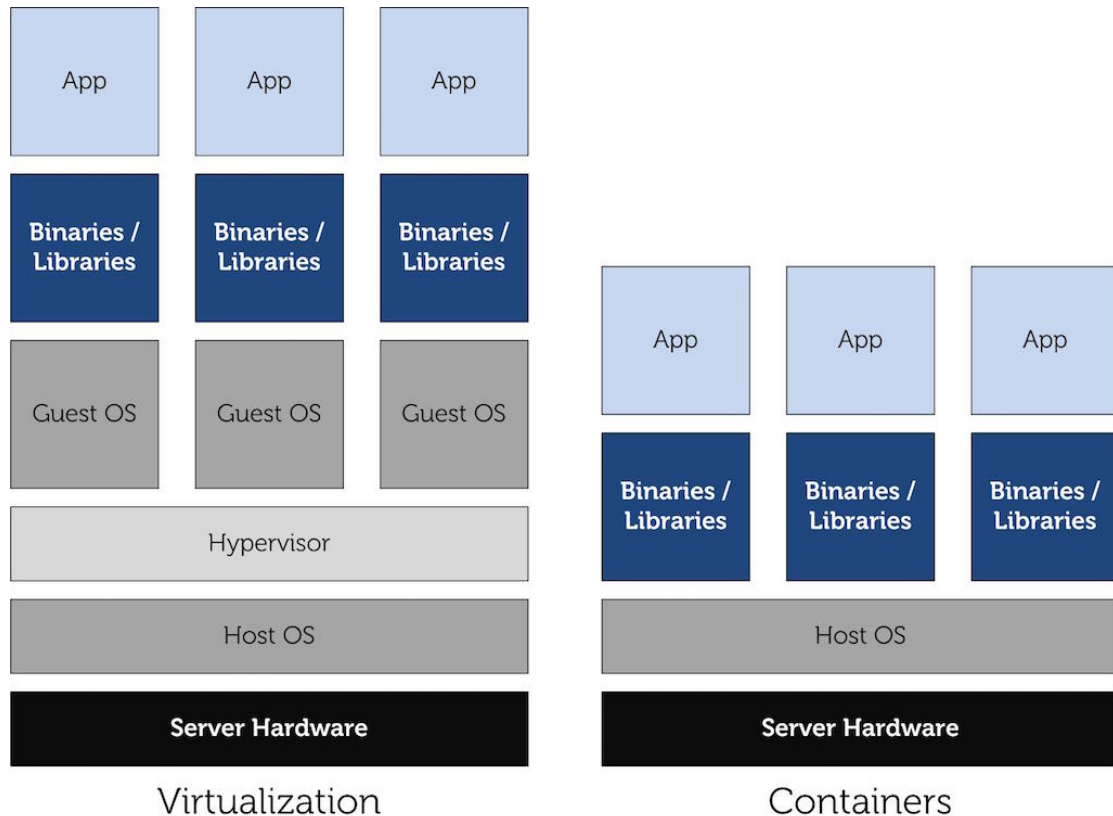 App
App
App
Binaries /
Libraries
Binaries /
Libraries
Binaries /
Libraries
Guest OS
Guest OS
Guest OS
Hypervisor
Host OS
Server Hardware
Virtualization
App
App
App
Binaries /
Libraries
Binaries /
Libraries
Binaries /
Libraries
Host OS
Server Hardware
Containers